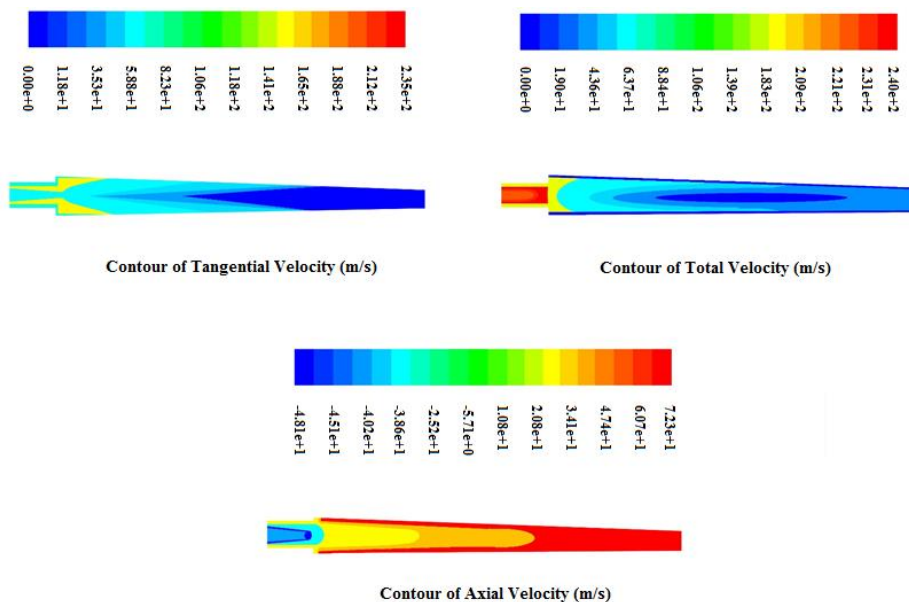 0.00e+0
1.18e+1
3.53e+1
5.88e+1
8.23e+1
1.06e+2
1.18e+2
1.41e+2
1.65e+2
1.88e+2
2.12e+2
2.35e+2
Contour of Tangential Velocity (m/s)
0.00e+0
1.90e+1
4.36e+1
6.37e+1
8.84e+1
1.06e+2
1.39e+2
1.83e+2
2.09e+2
2.21e+2
2.31e+2
2.40e+2
Contour of Total Velocity (m/s)
-4.81e+1
-4.51e+1
-4.02e+1
-3.86e+1
-2.52e+1
-5.71e+0
1.08e+1
2.08e+1
3.41e+1
4.74e+1
6.07e+1
7.23e+1
Contour of Axial Velocity (m/s)